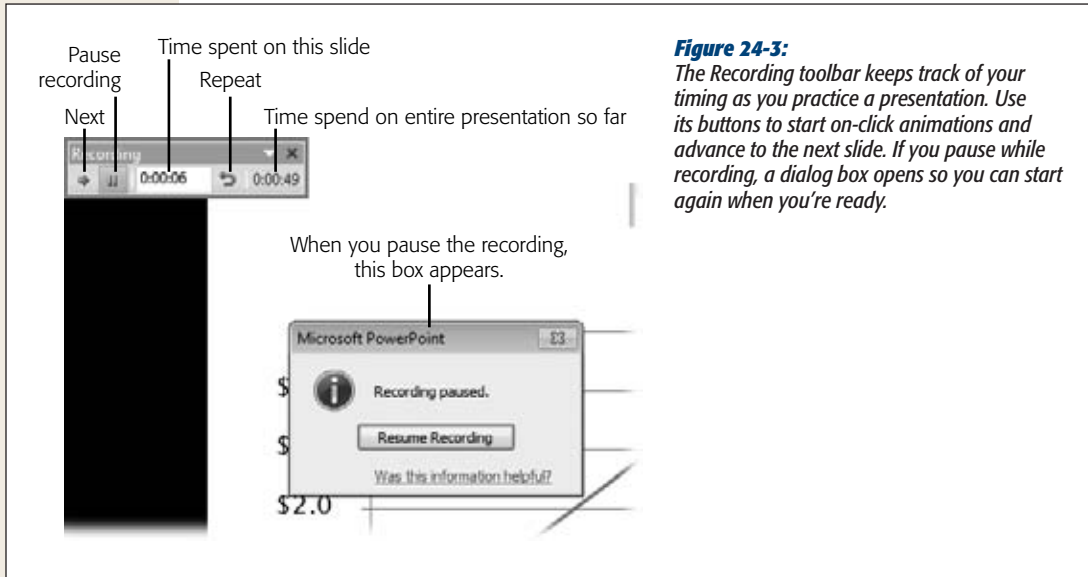 Pause
recording
Time spent on this slide
Repeat
Next
Time spend on entire presentation so far
Recording
0:00:06
0:00:49
When you pause the recording,
this box appears.
Microsoft PowerPoint
Recording paused.
Resume Recording
Was this information helpful?
$
$
$2.0
Figure 24-3:
The Recording toolbar keeps track of your
timing as you practice a presentation. Use
its buttons to start on-click animations and
advance to the next slide. If you pause while
recording, a dialog box opens so you can start
again when you're ready.